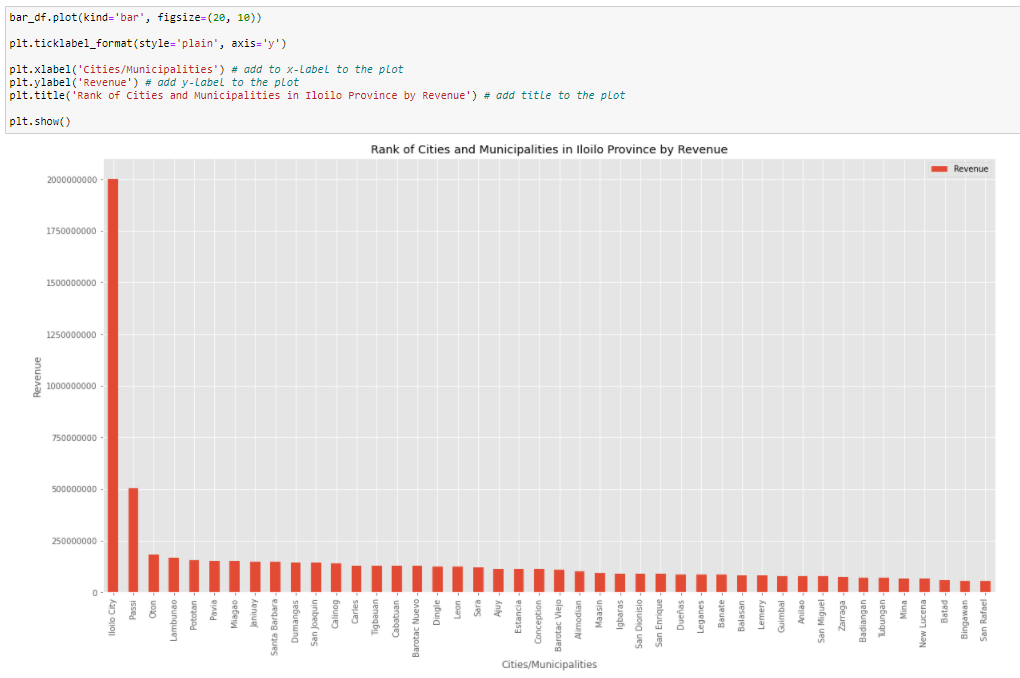 bar_df.plot(kind='bar', figsize=(20, 10))
plt.ticklabel_format(style='plain', axis='y')
plt.xlabel('Cities/Municipalities') # add to x-label to the plot
plt.ylabel('Revenue') # add y-label to the plot
plt.title('Rank of Cities and Municipalities in Iloilo Province by Revenue') # add title to the plot
plt.show()
Rank of Cities and Municipalities in Iloilo Province by Revenue
Revenue
2000000000
1750000000
1500000000
1250000000
1000000000
750000000
500000000
250000000
0
Revenue
Iloilo City
Passi
Oton
Lambunao
Pototan
Pavia
Miagao
Janiuay
Santa Barbara
Dumangas
San Joaquin
Calinog
Carles
Tigbauan
Cabatuan
Barotac Nuevo
Dingle
Leon
Sara
Ajuy
Estancia
Concepcion
Barotac Viejo
Alimodian
Maasin
Igbaras
San Dionisio
San Enrique
Dueñas
Leganes
Banate
Balasan
Lemery
Guimbal
Anilao
San Miguel
Zarraga
Badiangan
Tubungan
Mina
New Lucena
Batad
Bingawan
San Rafael
Cities/Municipalities